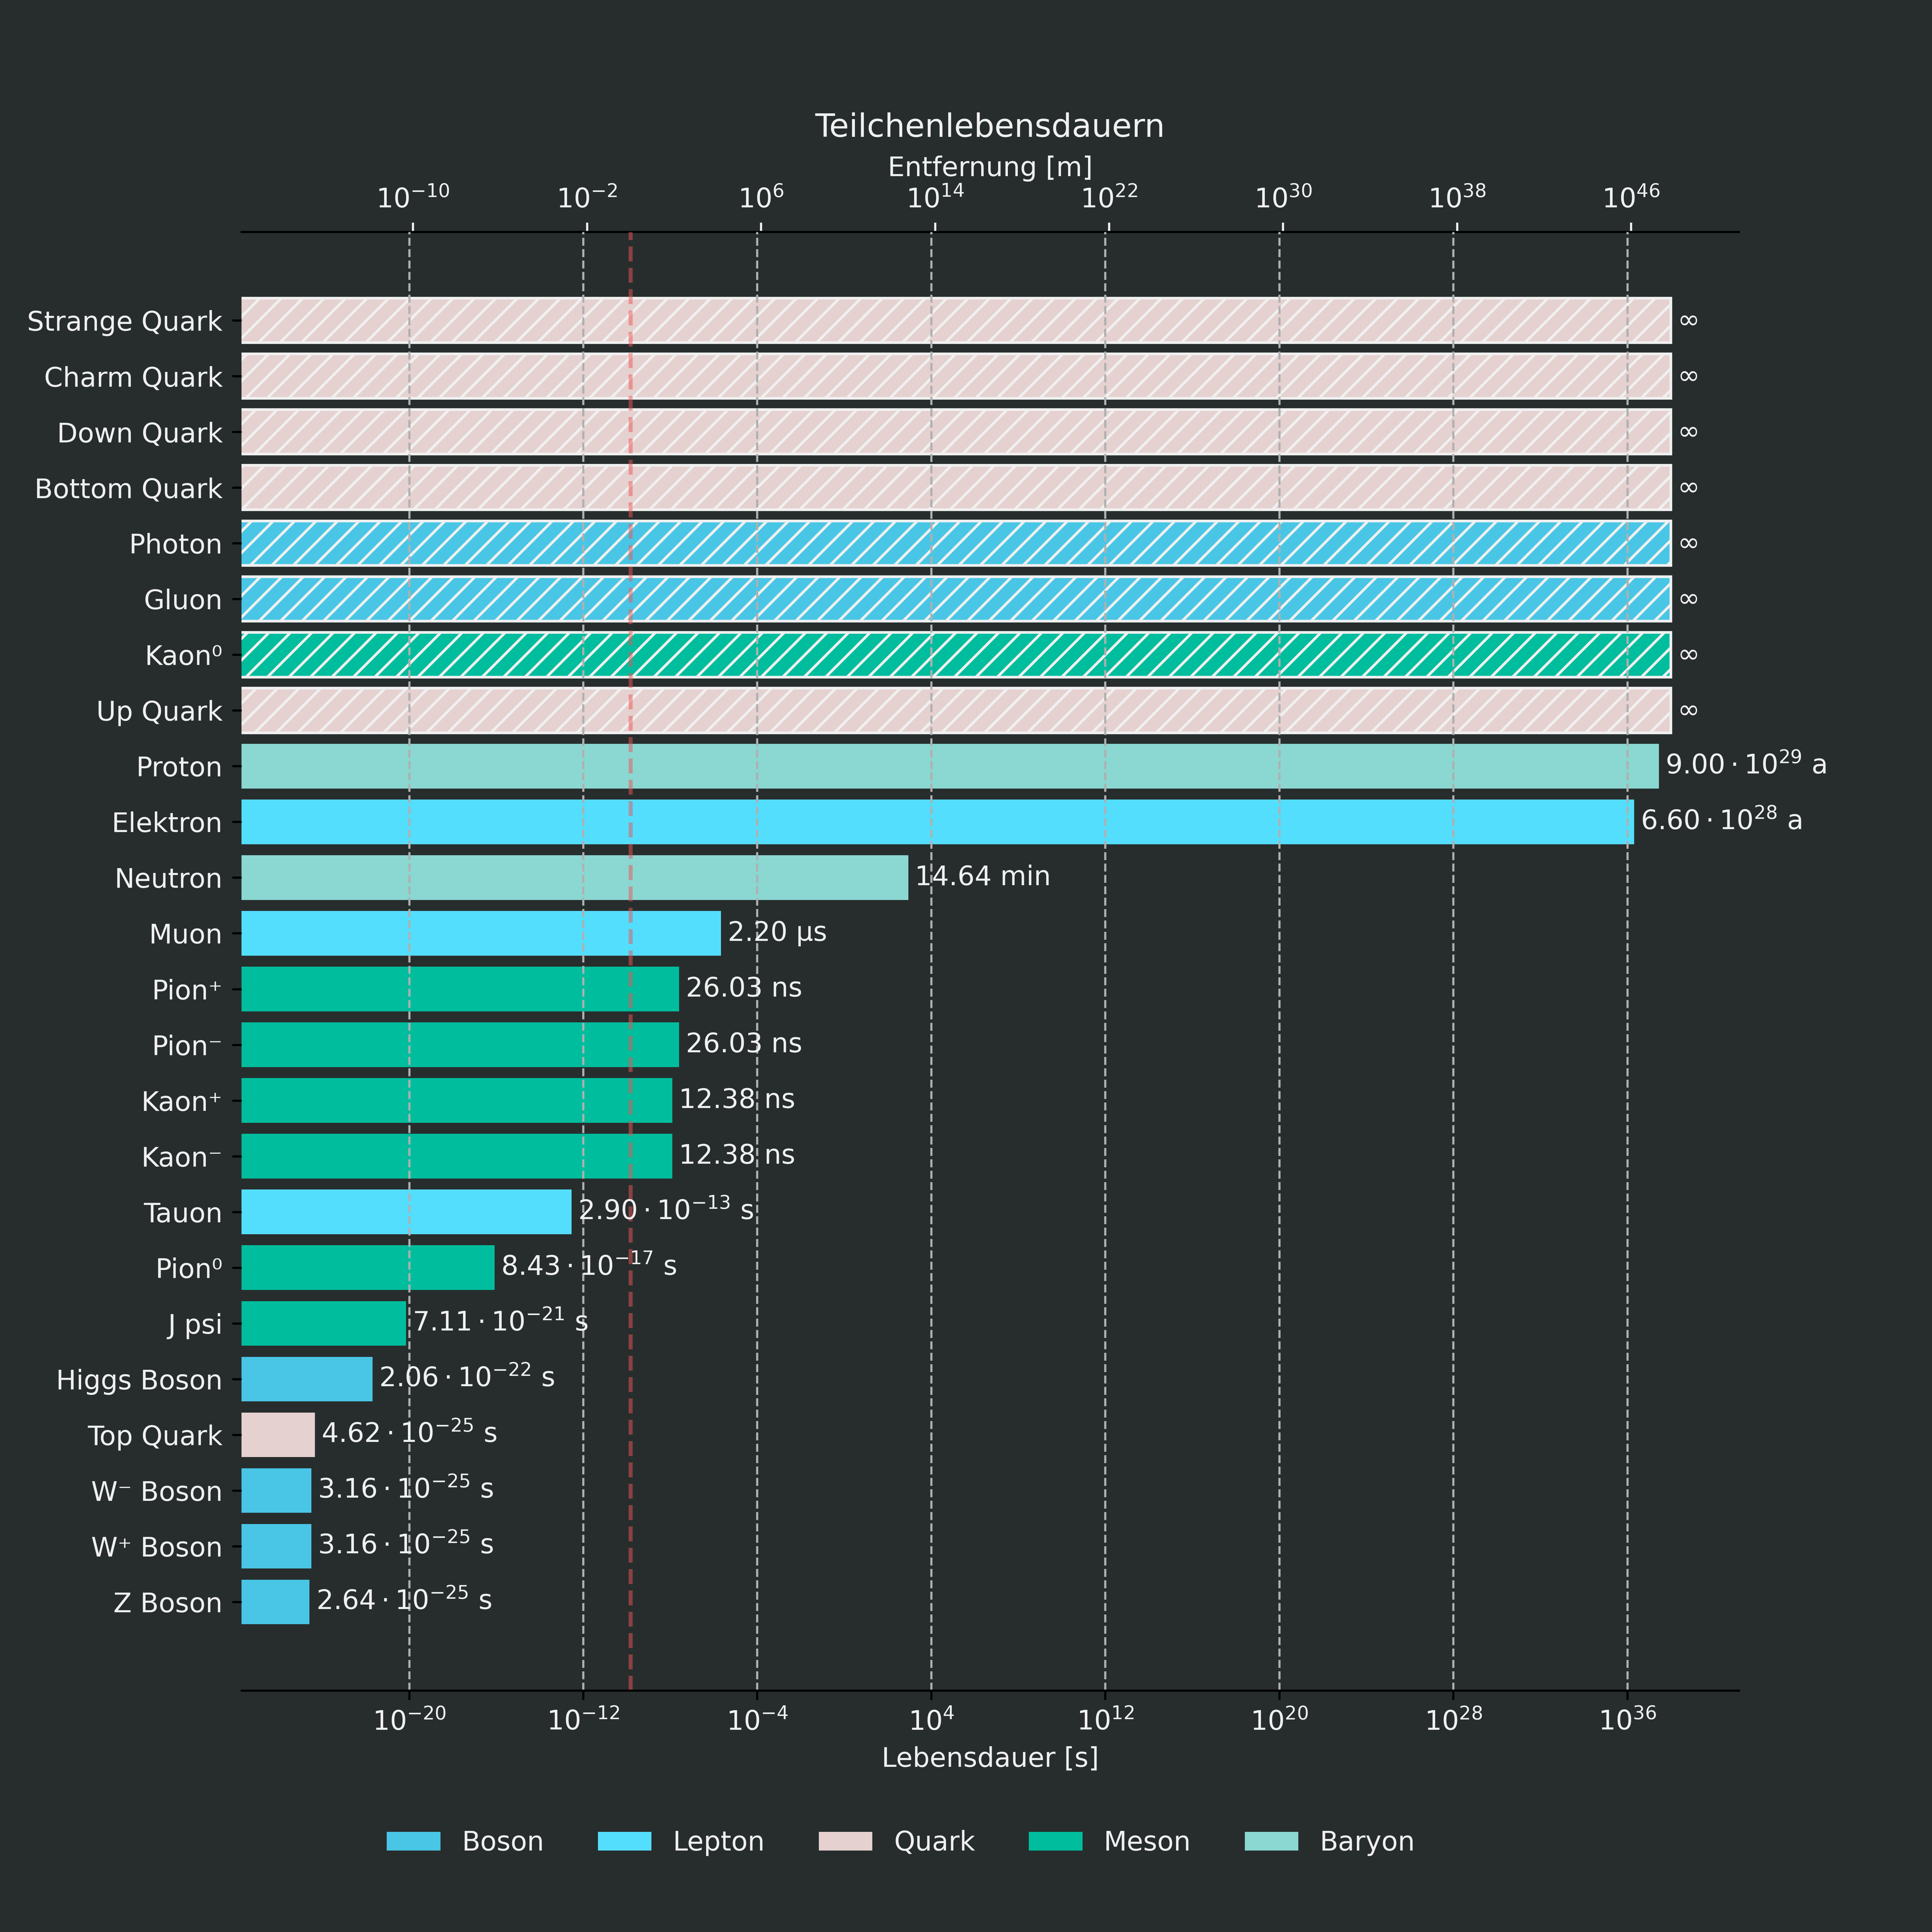 Teilchenlebensdauern
Entfernung [m]
10⁻¹⁰ 10⁻² 10⁶ 10¹⁴ 10²² 10³⁰ 10³⁸ 10⁴⁶
Strange Quark ∞
Charm Quark ∞
Down Quark ∞
Bottom Quark ∞
Photon ∞
Gluon ∞
Kaon⁰ ∞
Up Quark ∞
Proton 9.00 · 10²⁹ a
Elektron 6.60 · 10²⁸ a
Neutron 14.64 min
Muon 2.20 µs
Pion⁺ 26.03 ns
Pion⁻ 26.03 ns
Kaon⁺ 12.38 ns
Kaon⁻ 12.38 ns
Tauon 2.90 · 10⁻¹³ s
Pion⁰ 8.43 · 10⁻¹⁷ s
J psi 7.11 · 10⁻²¹ s
Higgs Boson 2.06 · 10⁻²² s
Top Quark 4.62 · 10⁻²⁵ s
W⁻ Boson 3.16 · 10⁻²⁵ s
W⁺ Boson 3.16 · 10⁻²⁵ s
Z Boson 2.64 · 10⁻²⁵ s
10⁻²⁰ 10⁻¹² 10⁻⁴ 10⁴ 10¹² 10²⁰ 10²⁸ 10³⁶
Lebensdauer [s]
Boson Lepton Quark Meson Baryon